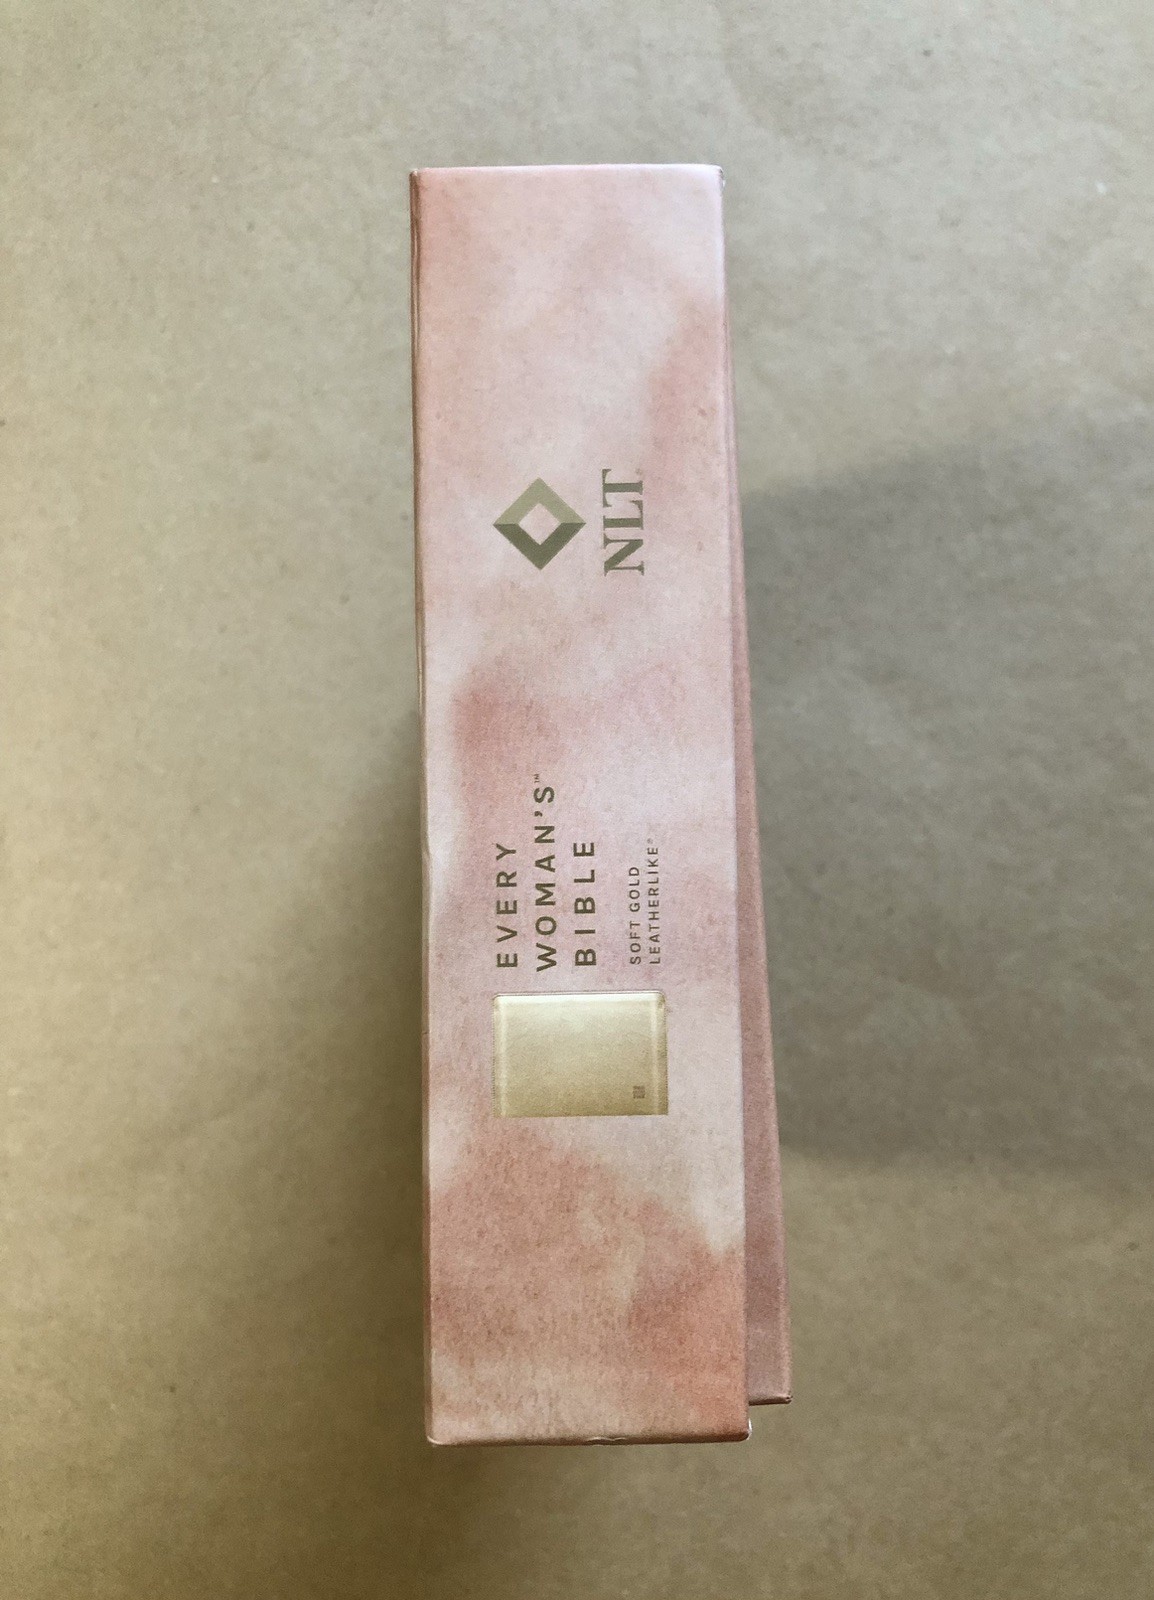 EVERY
WOMAN'S™
BIBLE
SOFT GOLD
LEATHERLIKE®
NLT